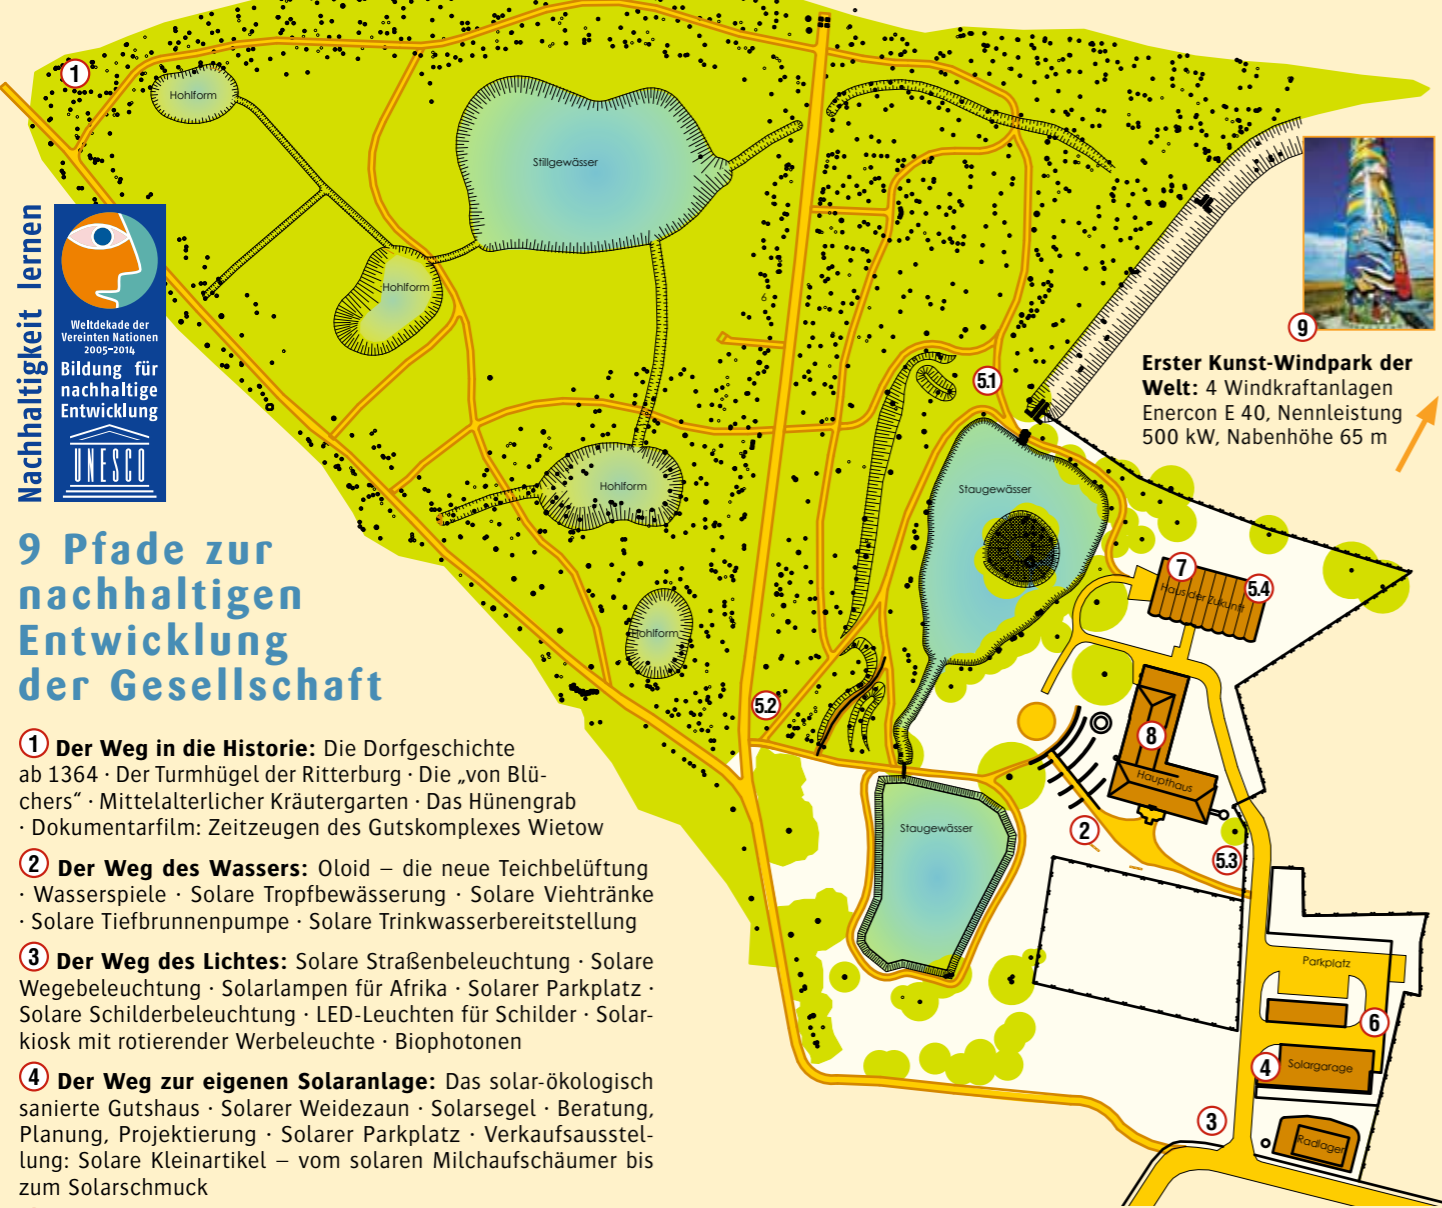 1
Hohlform
Stillgewässer
Hohlform
Hohlform
Hohlform
6
5.1
5.2
Staugewässer
Staugewässer
7
5.4
Haus der Zukunft
8
Haupthaus
2
5.3
Parkplatz
6
4
Solargarage
3
Radlager
9
Erster Kunst-Windpark der
Welt: 4 Windkraftanlagen
Enercon E 40, Nennleistung
500 kW, Nabenhöhe 65 m
Nachhaltigkeit lernen
Weltdekade der
Vereinten Nationen
2005–2014
Bildung für
nachhaltige
Entwicklung
UNESCO
9 Pfade zur
nachhaltigen
Entwicklung
der Gesellschaft
1 Der Weg in die Historie: Die Dorfgeschichte
ab 1364 · Der Turmhügel der Ritterburg · Die „von Blü-
chers“ · Mittelalterlicher Kräutergarten · Das Hünengrab
· Dokumentarfilm: Zeitzeugen des Gutskomplexes Wietow
2 Der Weg des Wassers: Oloid – die neue Teichbelüftung
· Wasserspiele · Solare Tropfbewässerung · Solare Viehtränke
· Solare Tiefbrunnenpumpe · Solare Trinkwasserbereitstellung
3 Der Weg des Lichtes: Solare Straßenbeleuchtung · Solare
Wegebeleuchtung · Solarlampen für Afrika · Solarer Parkplatz ·
Solare Schilderbeleuchtung · LED-Leuchten für Schilder · Solar-
kiosk mit rotierender Werbeleuchte · Biophotonen
4 Der Weg zur eigenen Solaranlage: Das solar-ökologisch
sanierte Gutshaus · Solarer Weidezaun · Solarsegel · Beratung,
Planung, Projektierung · Solarer Parkplatz · Verkaufsausstel-
lung: Solare Kleinartikel – vom solaren Milchaufschäumer bis
zum Solarschmuck